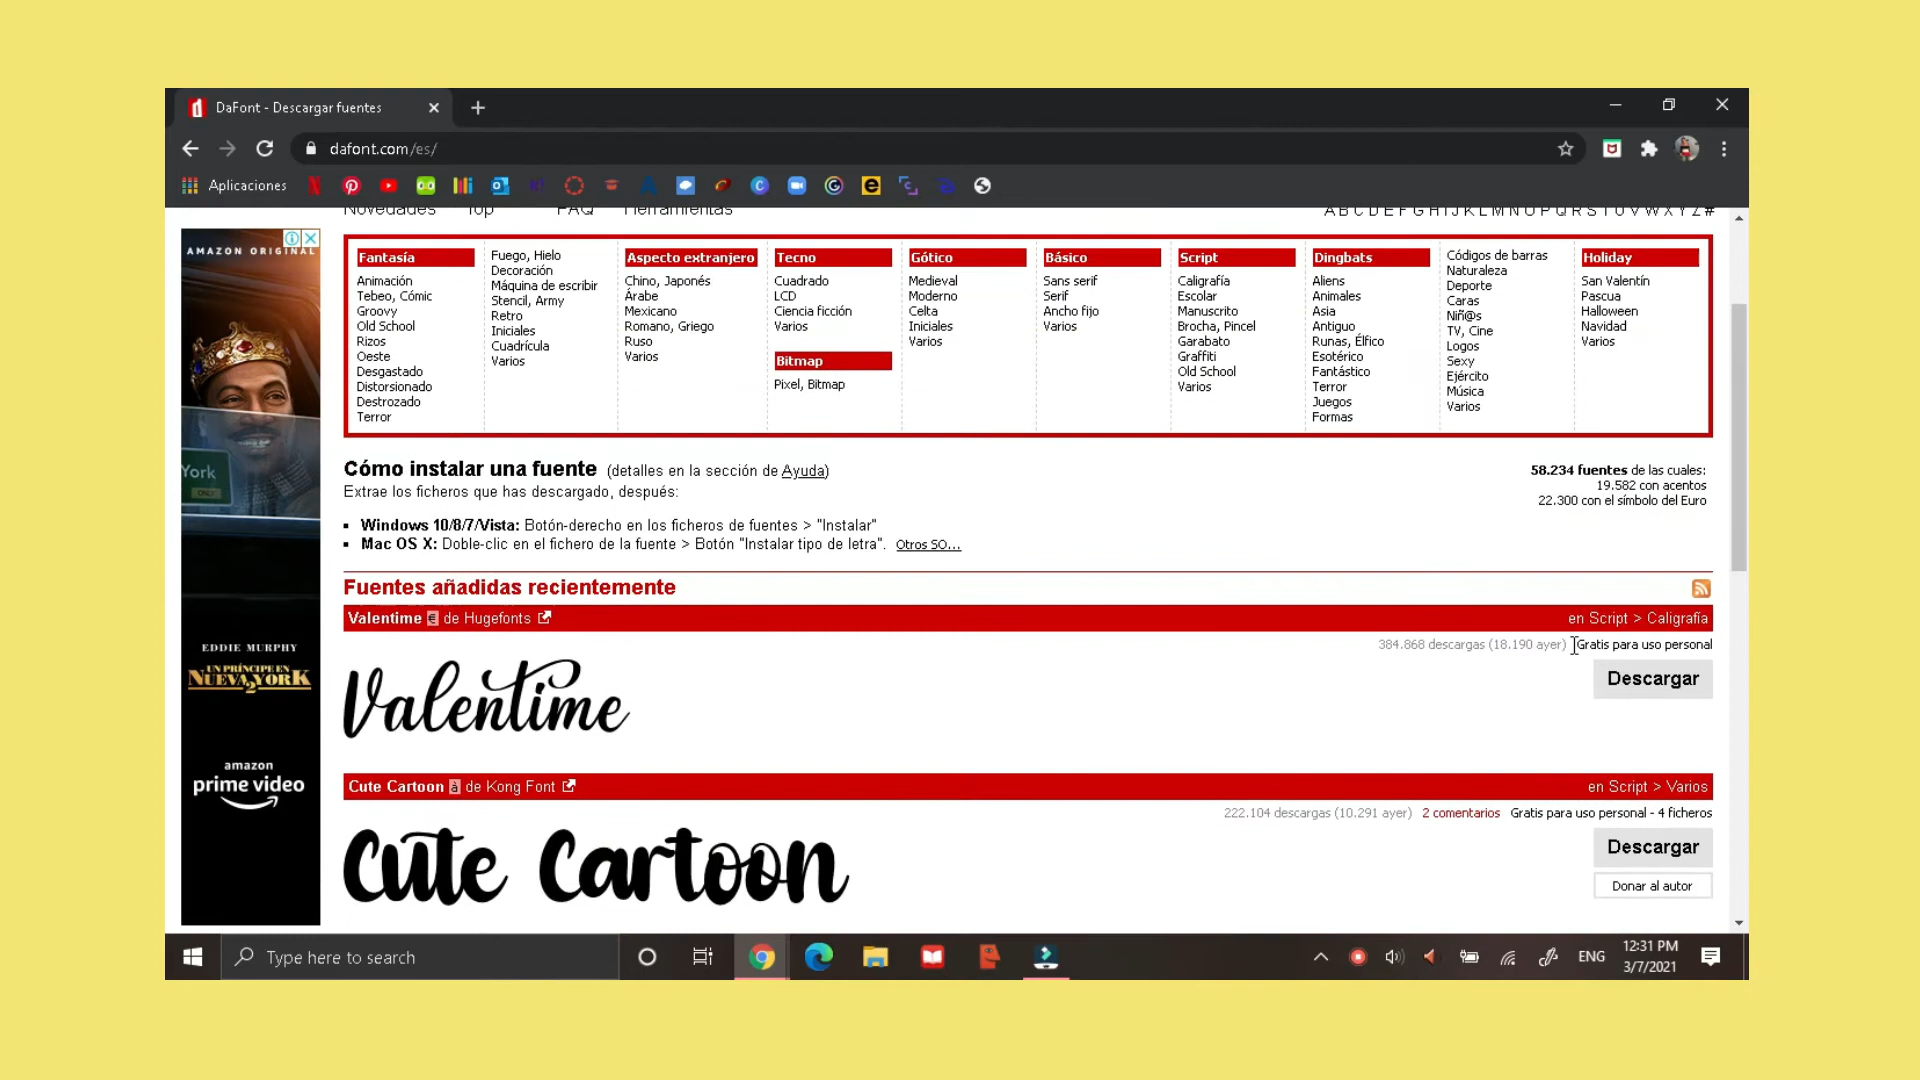 DaFont - Descargar fuentes
dafont.com/es/
Aplicaciones
Novedades Top FAQ Herramientas
A B C D E F G H I J K L M N O P Q R S T U V W X Y Z #
AMAZON ORIGINAL
York
ONLY
EDDIE MURPHY
UN PRÍNCIPE EN
NUEVA YORK
2
amazon
prime video
Fantasía
Animación
Tebeo, Cómic
Groovy
Old School
Rizos
Oeste
Desgastado
Distorsionado
Destrozado
Terror
Fuego, Hielo
Decoración
Máquina de escribir
Stencil, Army
Retro
Iniciales
Cuadrícula
Varios
Aspecto extranjero
Chino, Japonés
Árabe
Mexicano
Romano, Griego
Ruso
Varios
Tecno
Cuadrado
LCD
Ciencia ficción
Varios
Bitmap
Pixel, Bitmap
Gótico
Medieval
Moderno
Celta
Iniciales
Varios
Básico
Sans serif
Serif
Ancho fijo
Varios
Script
Caligrafía
Escolar
Manuscrito
Brocha, Pincel
Garabato
Graffiti
Old School
Varios
Dingbats
Aliens
Animales
Asia
Antiguo
Runas, Élfico
Esotérico
Fantástico
Terror
Juegos
Formas
Códigos de barras
Naturaleza
Deporte
Caras
Niñ@s
TV, Cine
Logos
Sexy
Ejército
Música
Varios
Holiday
San Valentín
Pascua
Halloween
Navidad
Varios
Cómo instalar una fuente (detalles en la sección de Ayuda)
Extrae los ficheros que has descargado, después:
58.234 fuentes de las cuales:
19.582 con acentos
22.300 con el símbolo del Euro
Windows 10/8/7/Vista: Botón-derecho en los ficheros de fuentes > "Instalar"
Mac OS X: Doble-clic en el fichero de la fuente > Botón "Instalar tipo de letra". Otros SO...
Fuentes añadidas recientemente
Valentime € de Hugefonts en Script > Caligrafía
384.868 descargas (18.190 ayer) Gratis para uso personal
Valentime
Descargar
Cute Cartoon à de Kong Font en Script > Varios
222.104 descargas (10.291 ayer) 2 comentarios Gratis para uso personal - 4 ficheros
Cute Cartoon
Descargar
Donar al autor
Type here to search
ENG
12:31 PM
3/7/2021